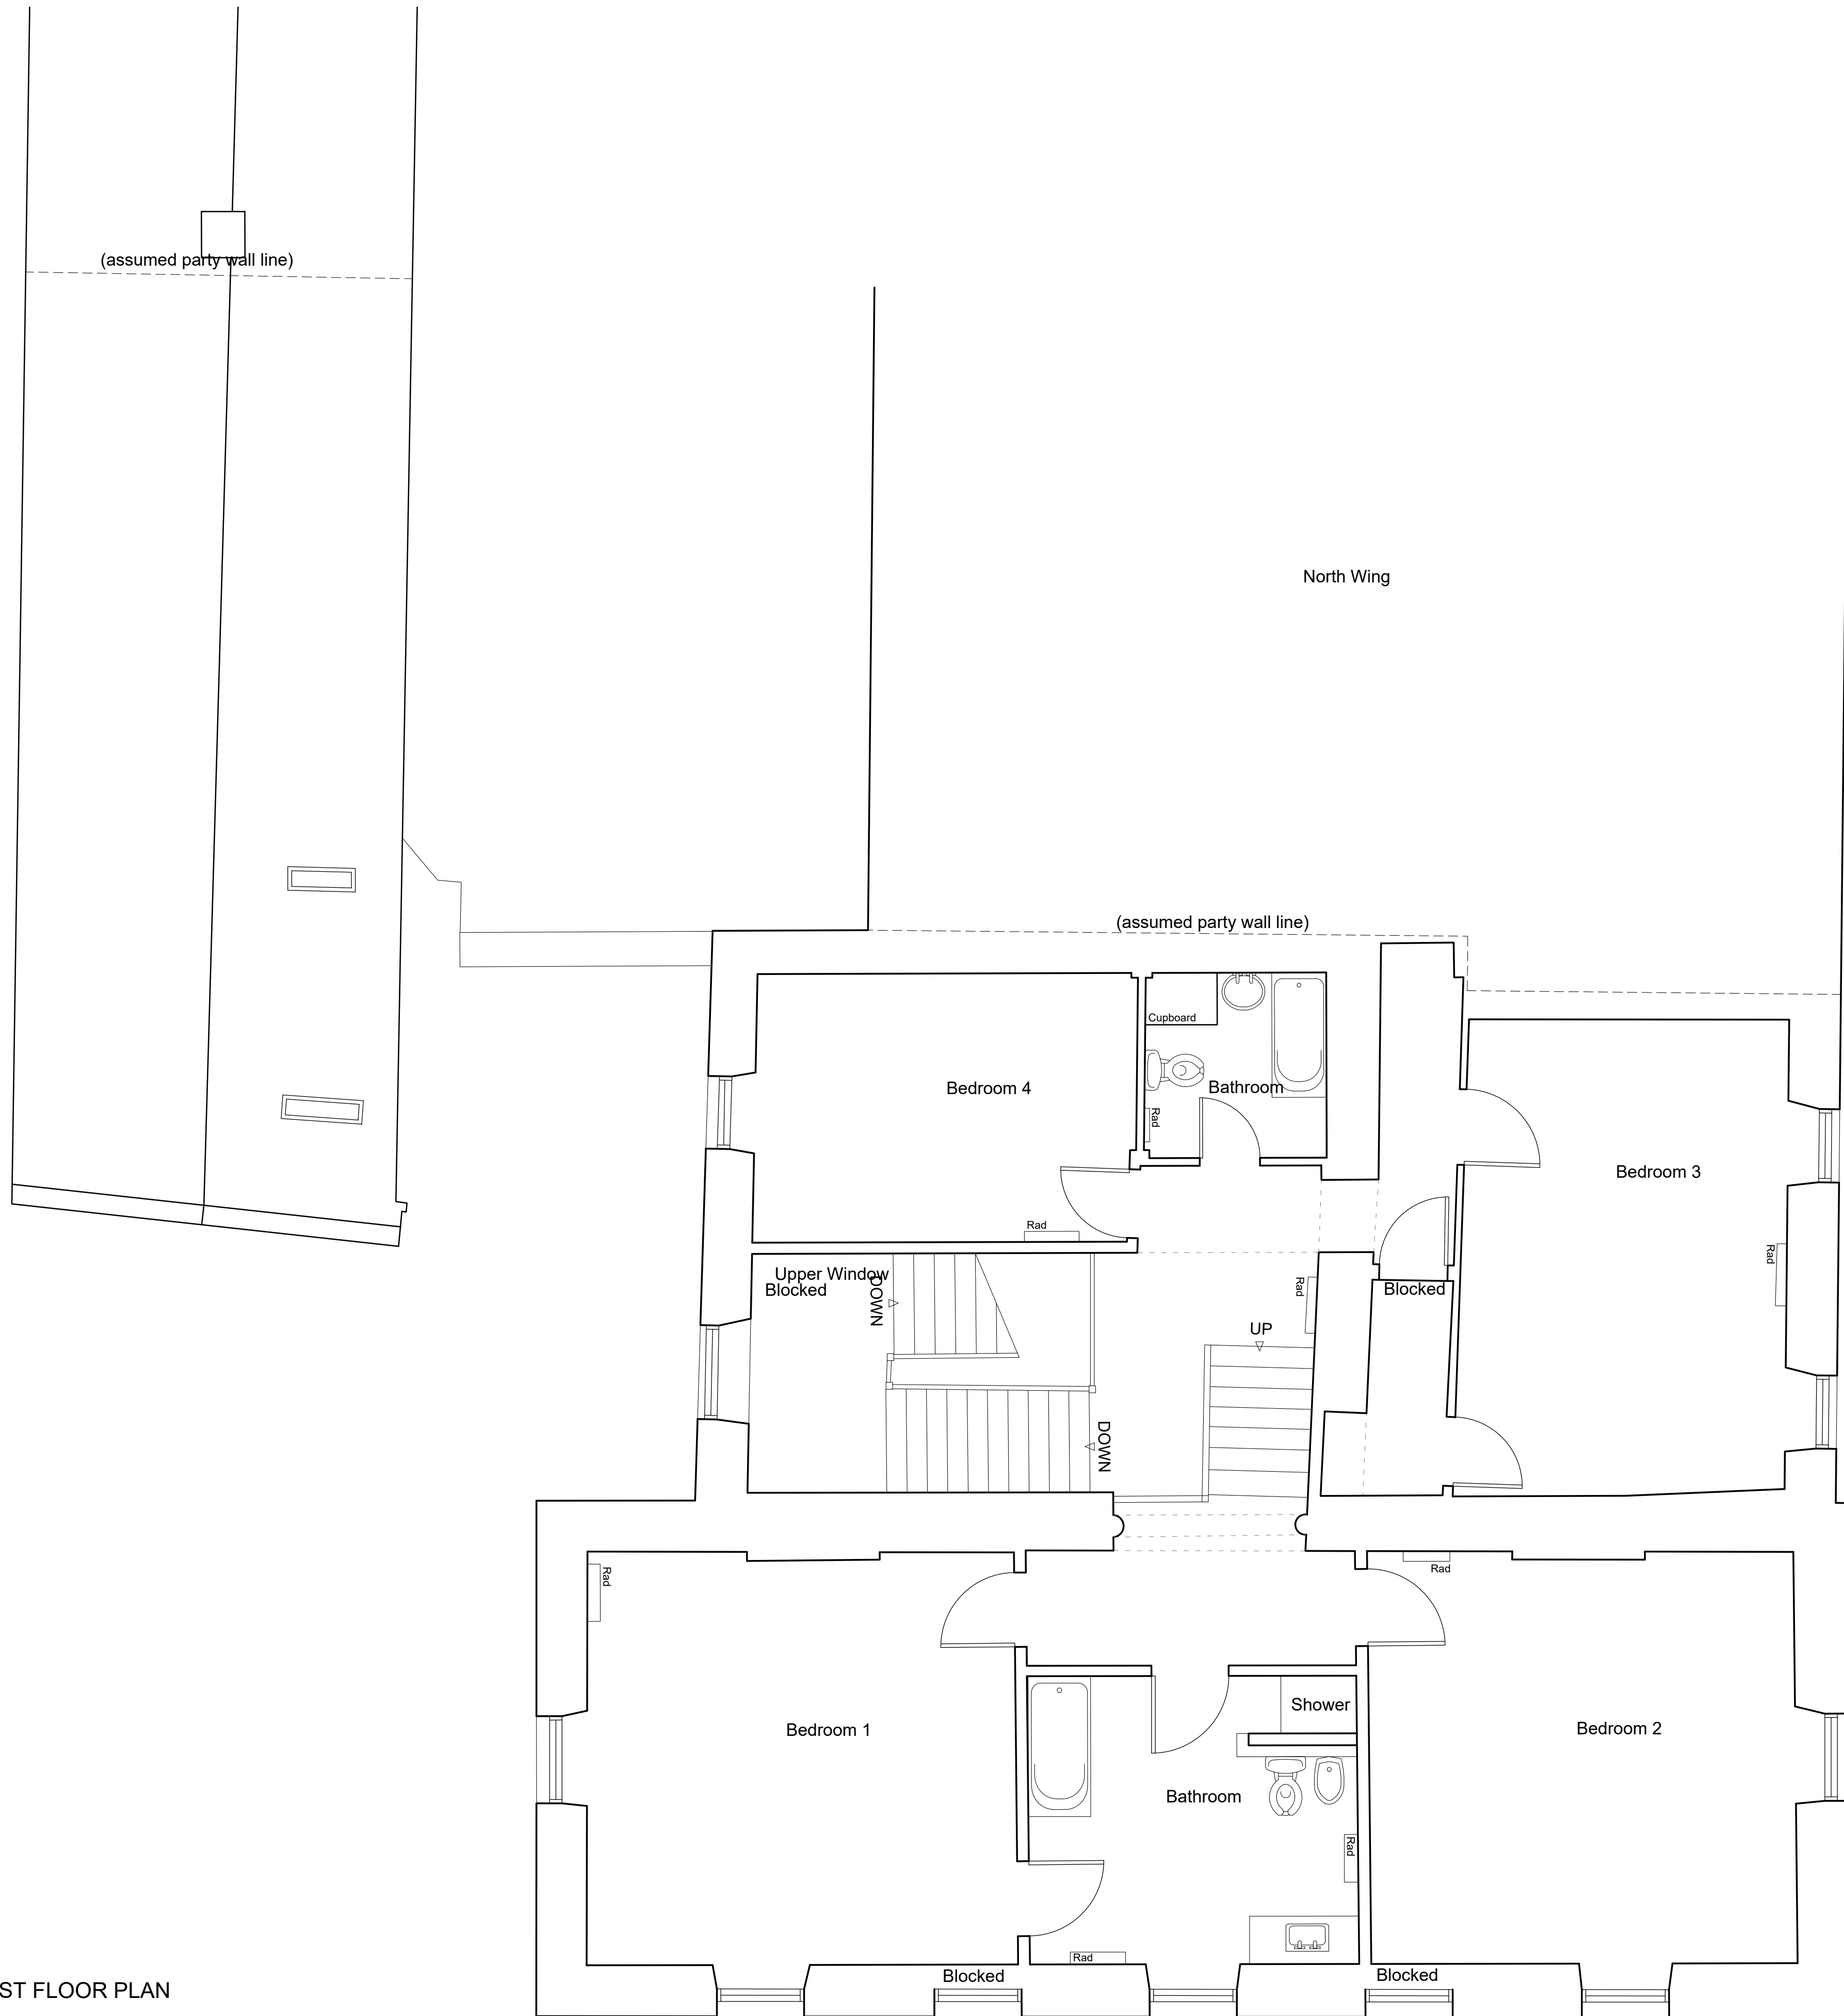 (assumed party wall line)
North Wing
(assumed party wall line)
Cupboard
Bedroom 4
Bathroom
Rad
Bedroom 3
Rad
Rad
Upper Window
Blocked
DOWN
Rad
Blocked
UP
DOWN
Rad
Rad
Shower
Bedroom 1
Bedroom 2
Bathroom
Rad
Rad
Blocked
Blocked
ST FLOOR PLAN